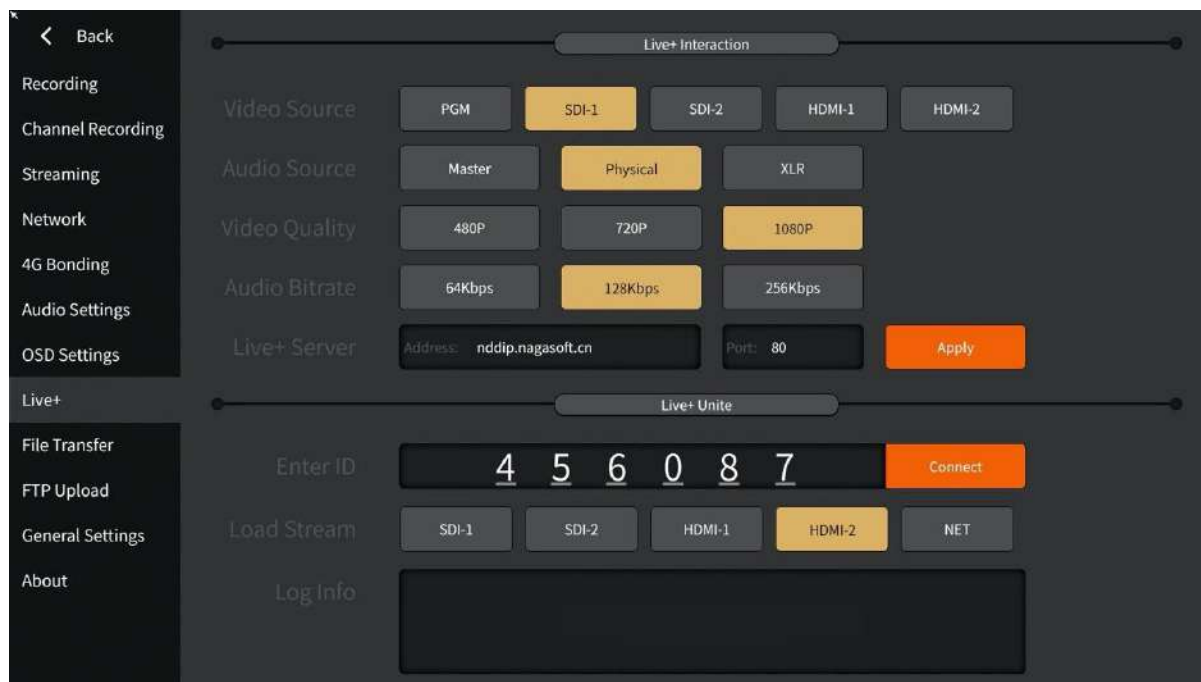 Back
Recording
Channel Recording
Streaming
Network
4G Bonding
Audio Settings
OSD Settings
Live+
File Transfer
FTP Upload
General Settings
About
Live+ Interaction
Video Source PGM SDI-1 SDI-2 HDMI-1 HDMI-2
Audio Source Master Physical XLR
Video Quality 480P 720P 1080P
Audio Bitrate 64Kbps 128Kbps 256Kbps
Live+ Server Address: nddip.nagasoft.cn Port: 80 Apply
Live+ Unite
Enter ID 4 5 6 0 8 7 Connect
Load Stream SDI-1 SDI-2 HDMI-1 HDMI-2 NET
Log Info